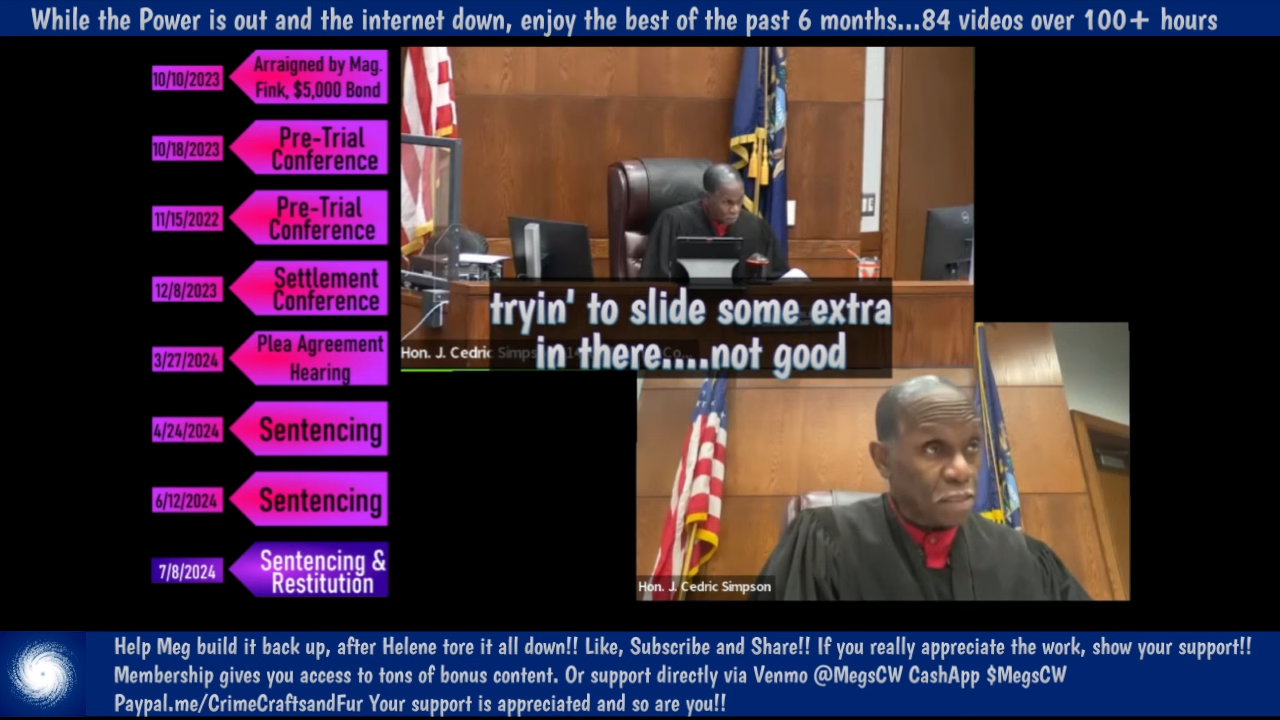 While the Power is out and the internet down, enjoy the best of the past 6 months...84 videos over 100+ hours
10/10/2023
Arraigned by Mag.
Fink, $5,000 Bond
10/18/2023
Pre-Trial
Conference
11/15/2022
Pre-Trial
Conference
12/8/2023
Settlement
Conference
3/27/2024
Plea Agreement
Hearing
4/24/2024
Sentencing
6/12/2024
Sentencing
7/8/2024
Sentencing &
Restitution
tryin' to slide some extra
in there....not good
Hon. J. Cedric
Hon. J. Cedric Simpson
Help Meg build it back up, after Helene tore it all down!! Like, Subscribe and Share!! If you really appreciate the work, show your support!!
Membership gives you access to tons of bonus content. Or support directly via Venmo @MegsCW CashApp $MegsCW
Paypal.me/CrimeCraftsandFur Your support is appreciated and so are you!!